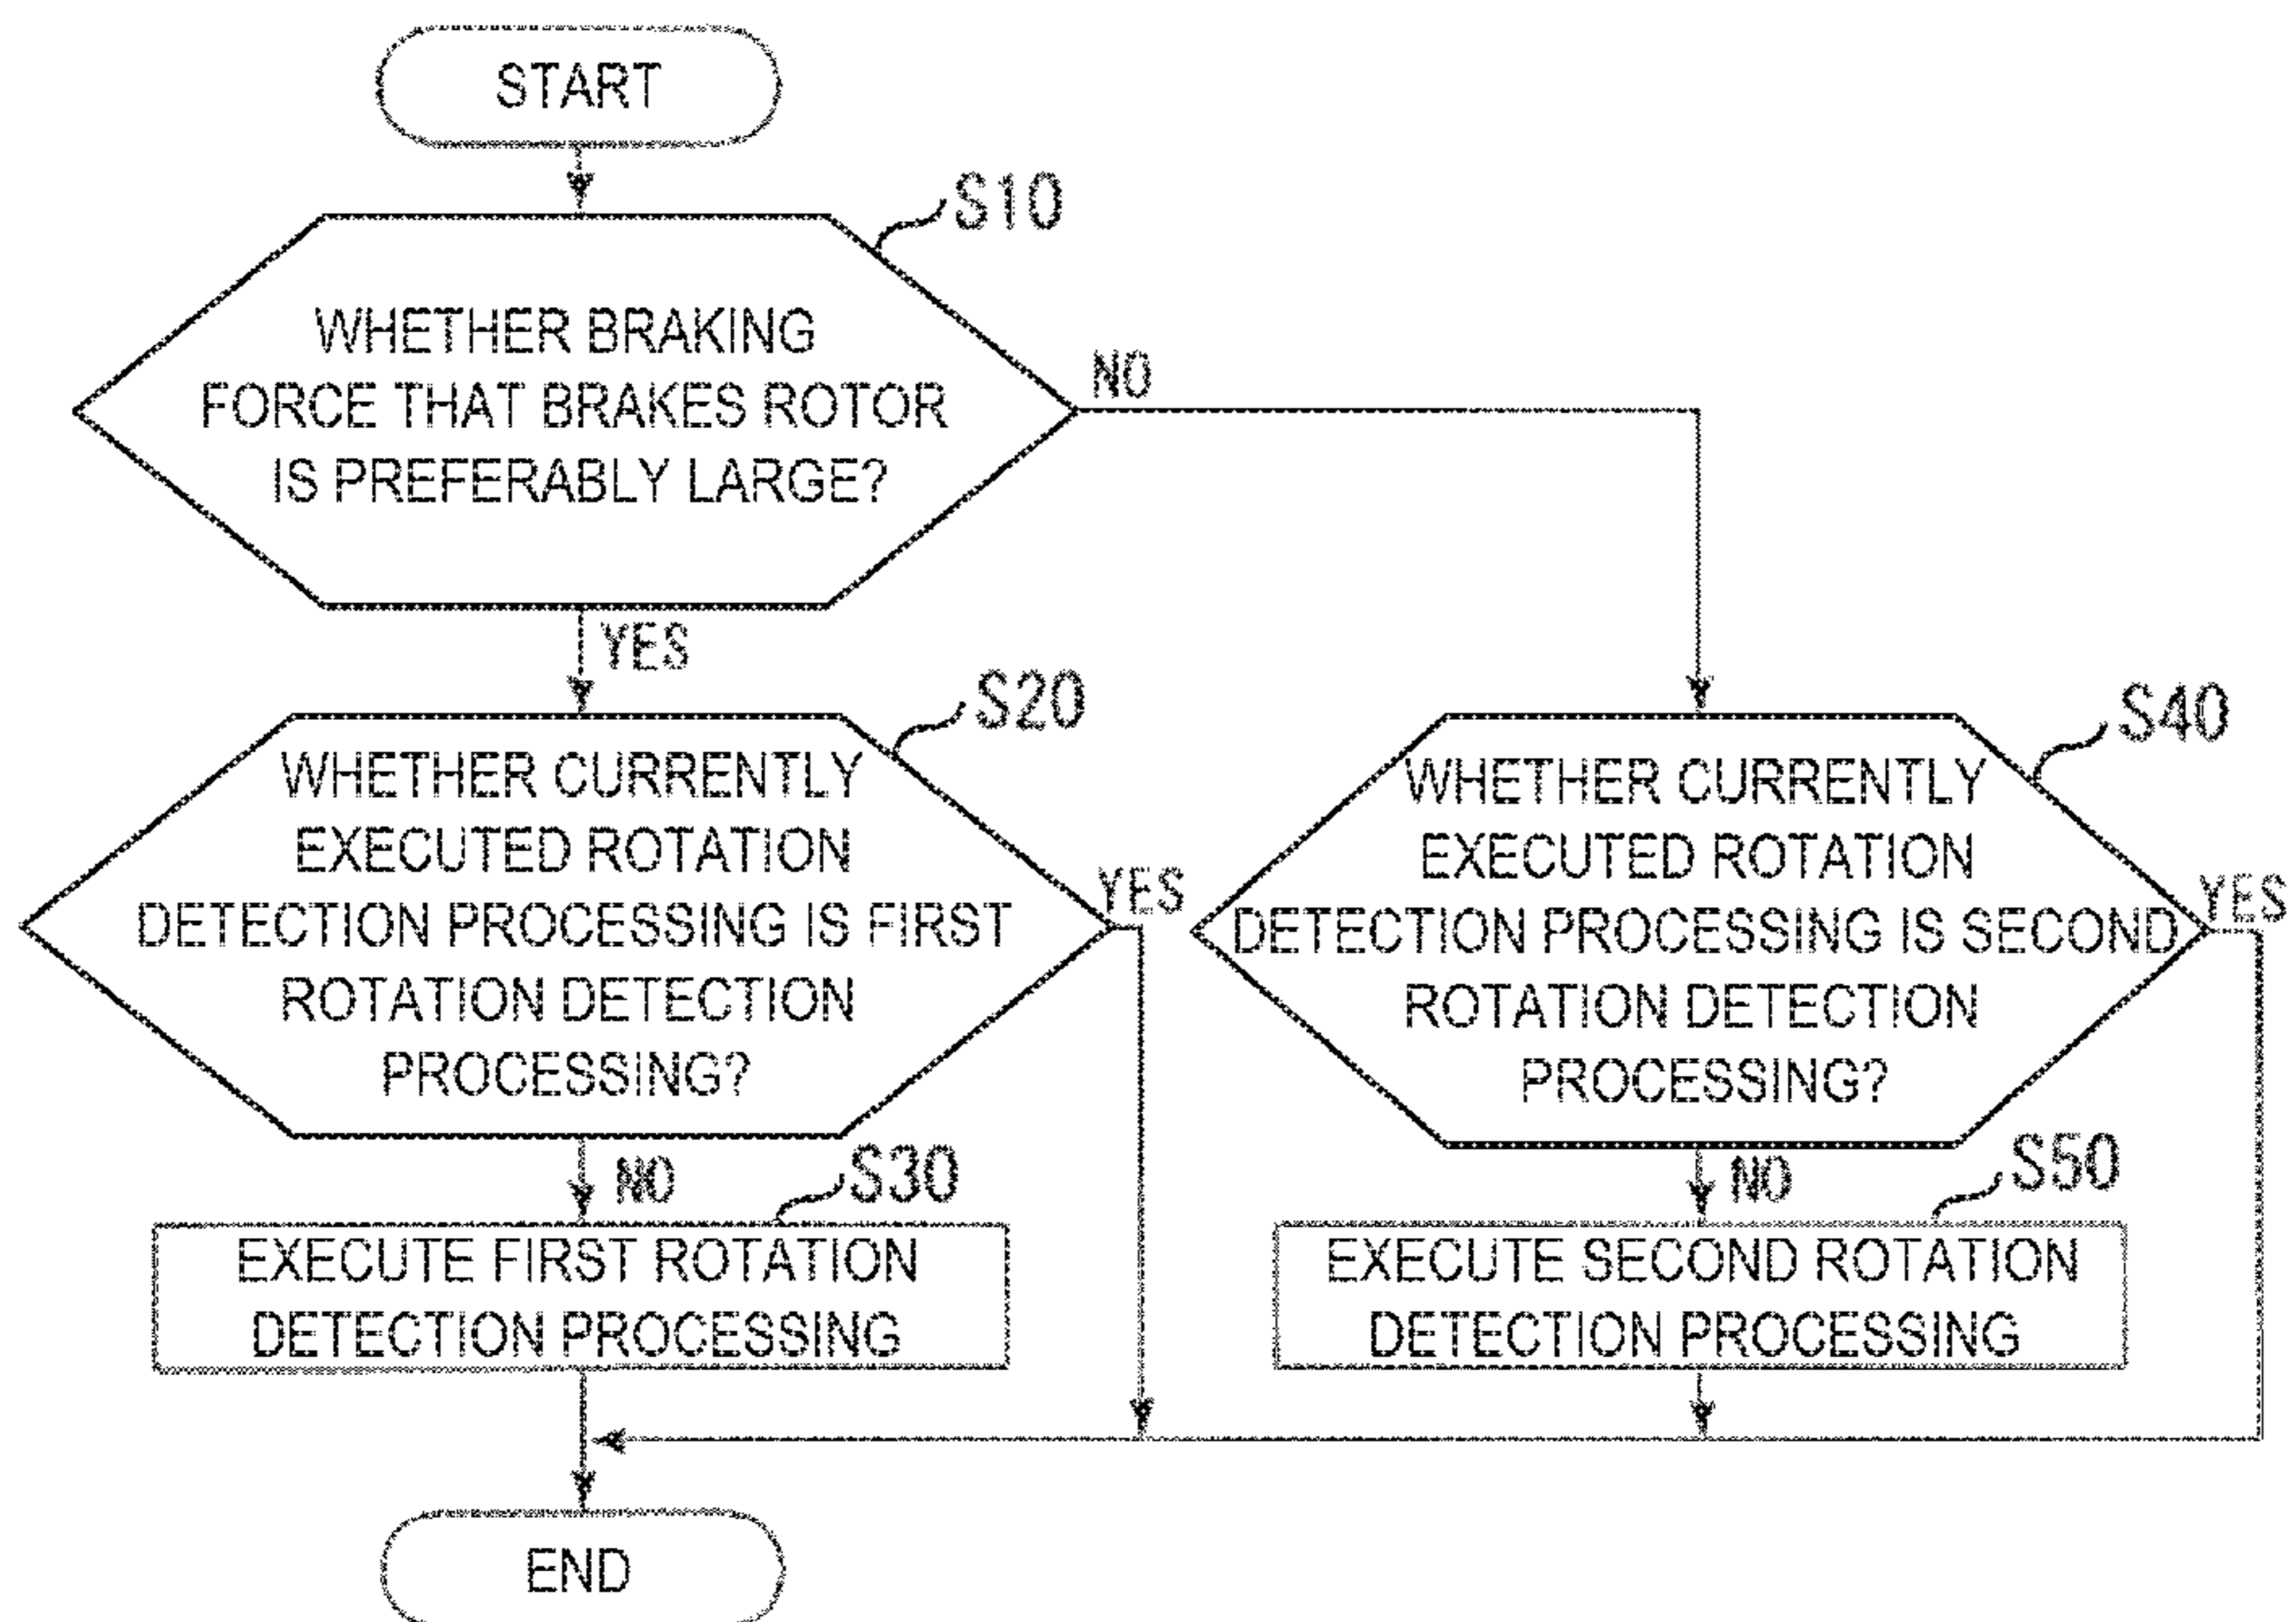 START
S10
WHETHER BRAKING
FORCE THAT BRAKES ROTOR
IS PREFERABLY LARGE?
NO
YES
S20
WHETHER CURRENTLY
EXECUTED ROTATION
DETECTION PROCESSING IS FIRST
ROTATION DETECTION
PROCESSING?
YES
S40
WHETHER CURRENTLY
EXECUTED ROTATION
DETECTION PROCESSING IS SECOND
ROTATION DETECTION
PROCESSING?
YES
NO
S30
EXECUTE FIRST ROTATION
DETECTION PROCESSING
NO
S50
EXECUTE SECOND ROTATION
DETECTION PROCESSING
END